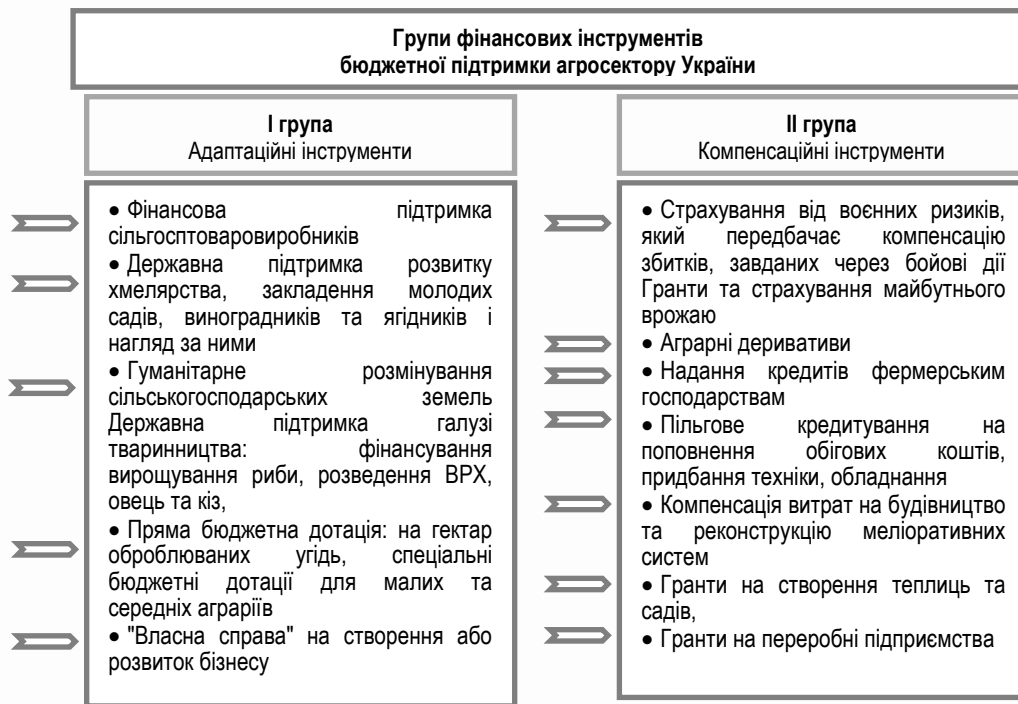 Групи фінансових інструментів
бюджетної підтримки агросектору України
І група
Адаптаційні інструменти
• Фінансова підтримка
сільгосптоваровиробників
• Державна підтримка розвитку
хмелярства, закладення молодих
садів, виноградників та ягідників і
нагляд за ними
• Гуманітарне розмінування
сільськогосподарських земель
Державна підтримка галузі
тваринництва: фінансування
вирощування риби, розведення ВРХ,
овець та кіз,
• Пряма бюджетна дотація: на гектар
оброблюваних угідь, спеціальні
бюджетні дотації для малих та
середніх аграріїв
• "Власна справа" на створення або
розвиток бізнесу
ІІ група
Компенсаційні інструменти
• Страхування від воєнних ризиків,
який передбачає компенсацію
збитків, завданих через бойові дії
Гранти та страхування майбутнього
врожаю
• Аграрні деривативи
• Надання кредитів фермерським
господарствам
• Пільгове кредитування на
поповнення обігових коштів,
придбання техніки, обладнання
• Компенсація витрат на будівництво
та реконструкцію меліоративних
систем
• Гранти на створення теплиць та
садів,
• Гранти на переробні підприємства